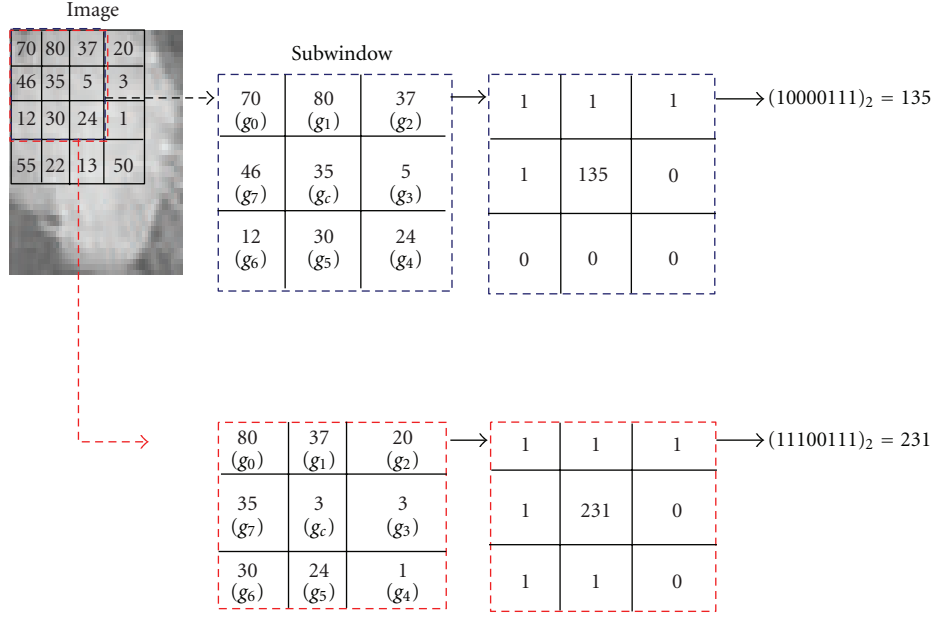 Image
70 80 37 20
46 35 5 3
12 30 24 1
55 22 13 50
Subwindow
70 80 37
(g0) (g1) (g2)
46 35 5
(g7) (gc) (g3)
12 30 24
(g6) (g5) (g4)
1 1 1
1 135 0
0 0 0
(10000111)2 = 135
80 37 20
(g0) (g1) (g2)
35 3 3
(g7) (gc) (g3)
30 24 1
(g6) (g5) (g4)
1 1 1
1 231 0
1 1 0
(11100111)2 = 231